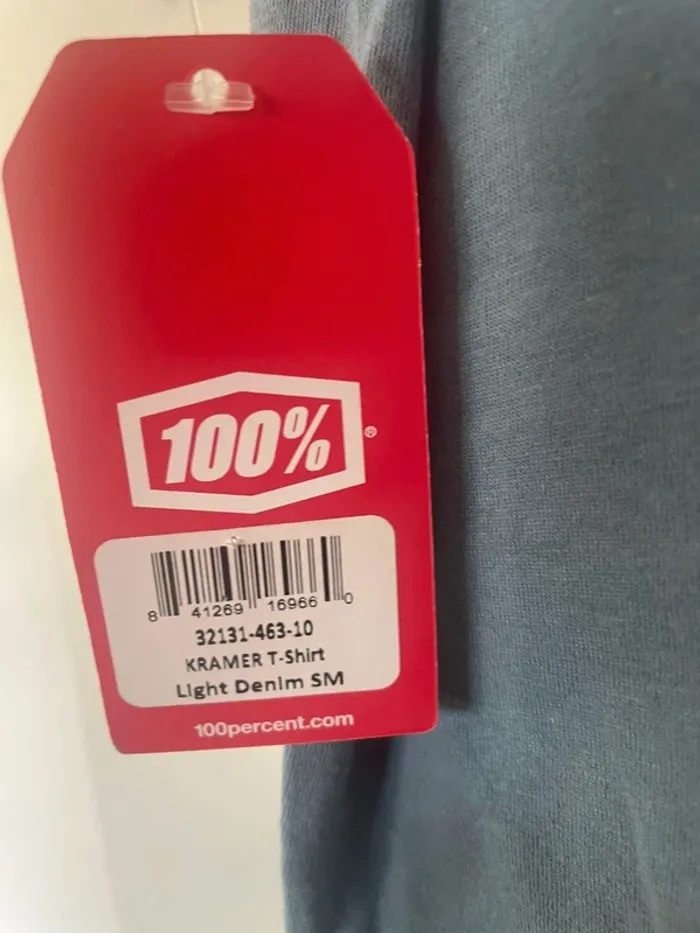 100%®
8 41269 16966 0
32131-463-10
KRAMER T-Shirt
Light Denim SM
100percent.com